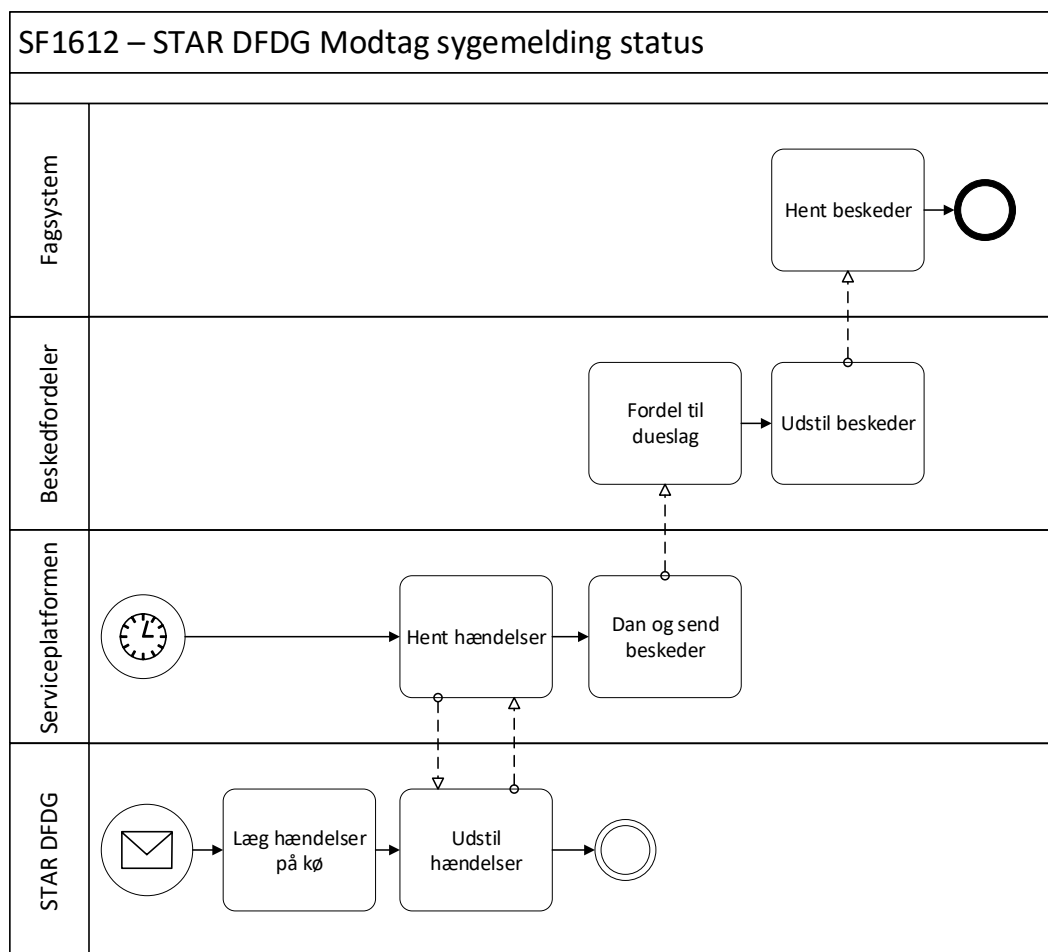 SF1612 – STAR DFDG Modtag sygemelding status
Fagsystem
Hent beskeder
Beskedfordeler
Fordel til
dueslag
Udstil beskeder
Serviceplatformen
Hent hændelser
Dan og send
beskeder
STAR DFDG
Læg hændelser
på kø
Udstil
hændelser